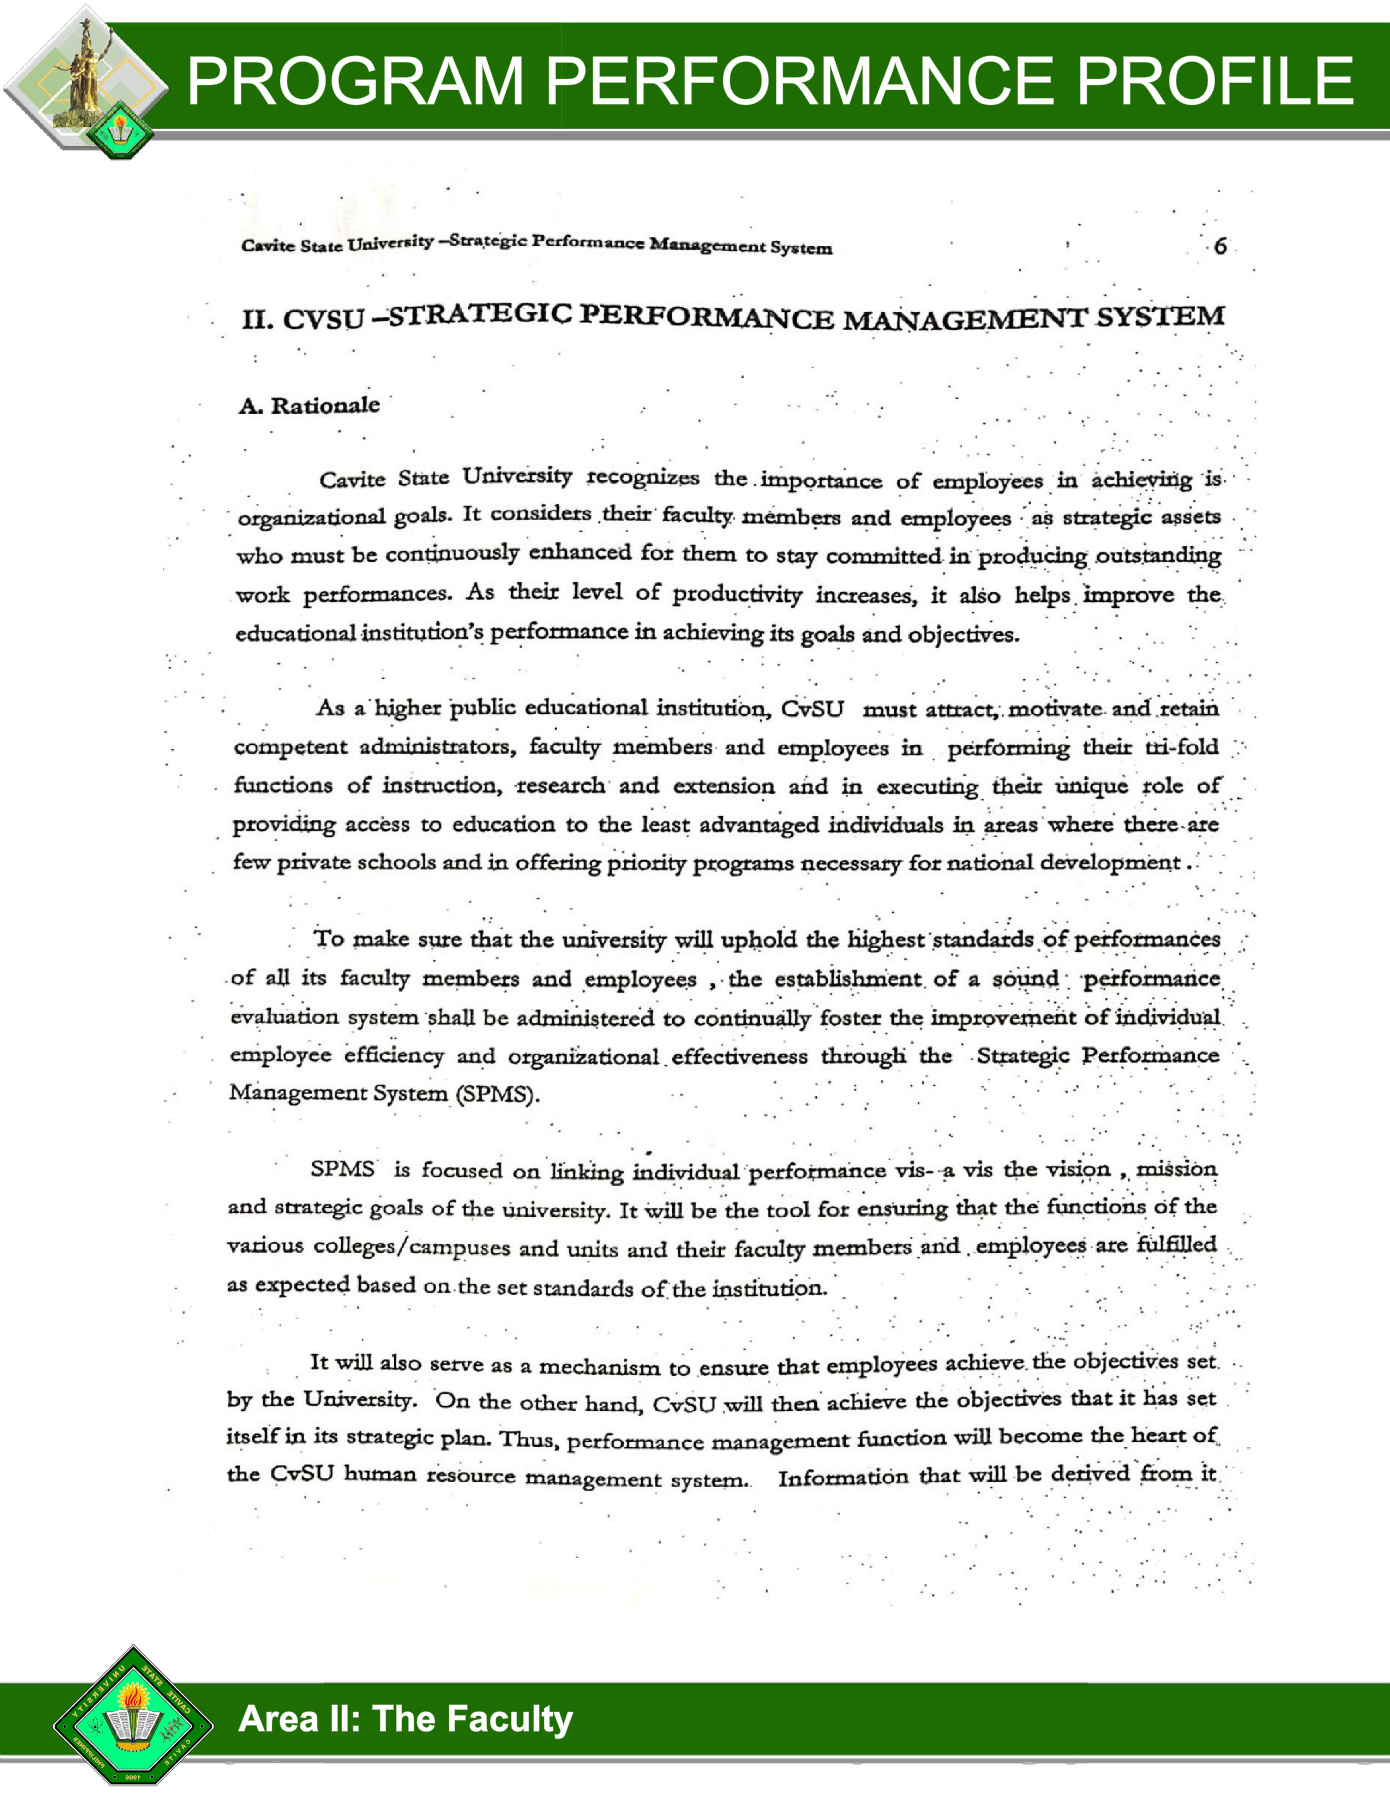 PROGRAM PERFORMANCE PROFILE
Cavite State University –Strategic Performance Management System 6
II. CVSU –STRATEGIC PERFORMANCE MANAGEMENT SYSTEM
A. Rationale
Cavite State University recognizes the importance of employees in achieving is
organizational goals. It considers their faculty members and employees as strategic assets
who must be continuously enhanced for them to stay committed in producing outstanding
work performances. As their level of productivity increases, it also helps improve the
educational institution's performance in achieving its goals and objectives.
As a higher public educational institution, CvSU must attract, motivate and retain
competent administrators, faculty members and employees in performing their tri-fold
functions of instruction, research and extension and in executing their unique role of
providing access to education to the least advantaged individuals in areas where there are
few private schools and in offering priority programs necessary for national development .
To make sure that the university will uphold the highest standards of performances
of all its faculty members and employees , the establishment of a sound performance
evaluation system shall be administered to continually foster the improvement of individual
employee efficiency and organizational effectiveness through the Strategic Performance
Management System (SPMS).
SPMS is focused on linking individual performance vis- a vis the vision , mission
and strategic goals of the university. It will be the tool for ensuring that the functions of the
various colleges/campuses and units and their faculty members and employees are fulfilled
as expected based on the set standards of the institution.
It will also serve as a mechanism to ensure that employees achieve the objectives set
by the University. On the other hand, CvSU will then achieve the objectives that it has set
itself in its strategic plan. Thus, performance management function will become the heart of
the CvSU human resource management system. Information that will be derived from it
CAVITE STATE UNIVERSITY
CAVITE PHILIPPINES
1906
Area II: The Faculty